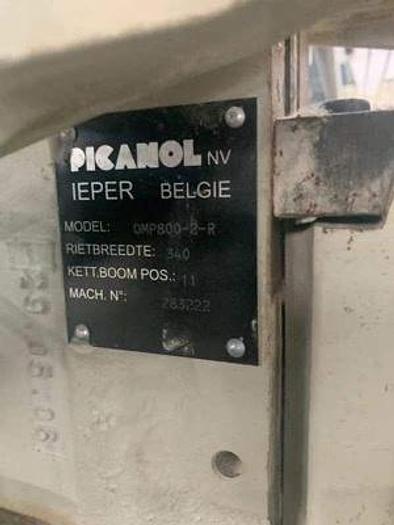 PICANOL NV
IEPER BELGIE
MODEL: OMP800-2-R
RIETBREEDTE: 340
KETT.BOOM POS.: 11
MACH. N°: 283222